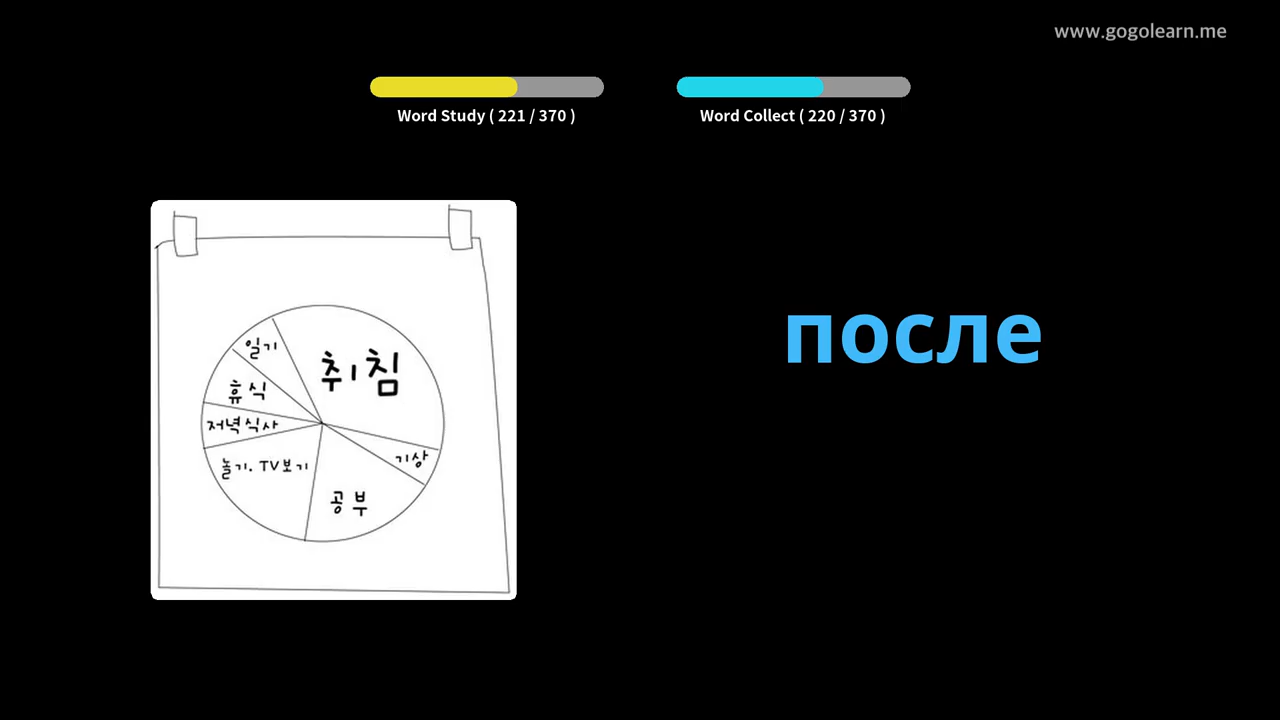 www.gogolearn.me
Word Study ( 221 / 370 )
Word Collect ( 220 / 370 )
일기
취침
휴식
저녁식사
놀기. TV보기
기상
공부
после